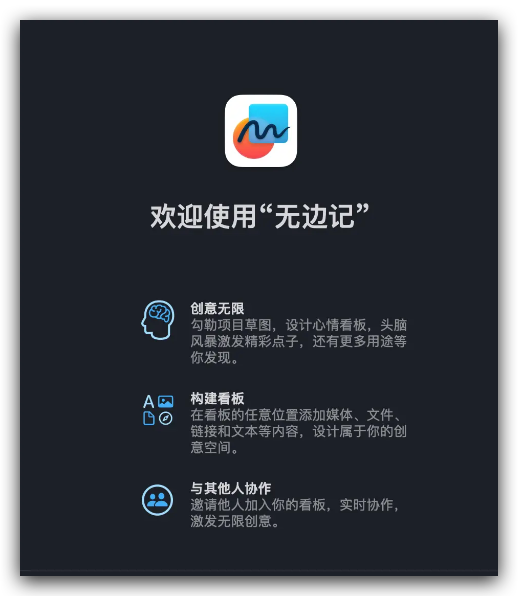 欢迎使用“无边记”
创意无限
勾勒项目草图，设计心情看板，头脑
风暴激发精彩点子，还有更多用途等
你发现。
构建看板
A
在看板的任意位置添加媒体、文件、
链接和文本等内容，设计属于你的创
意空间。
与其他人协作
邀请他人加入你的看板，实时协作，
激发无限创意。